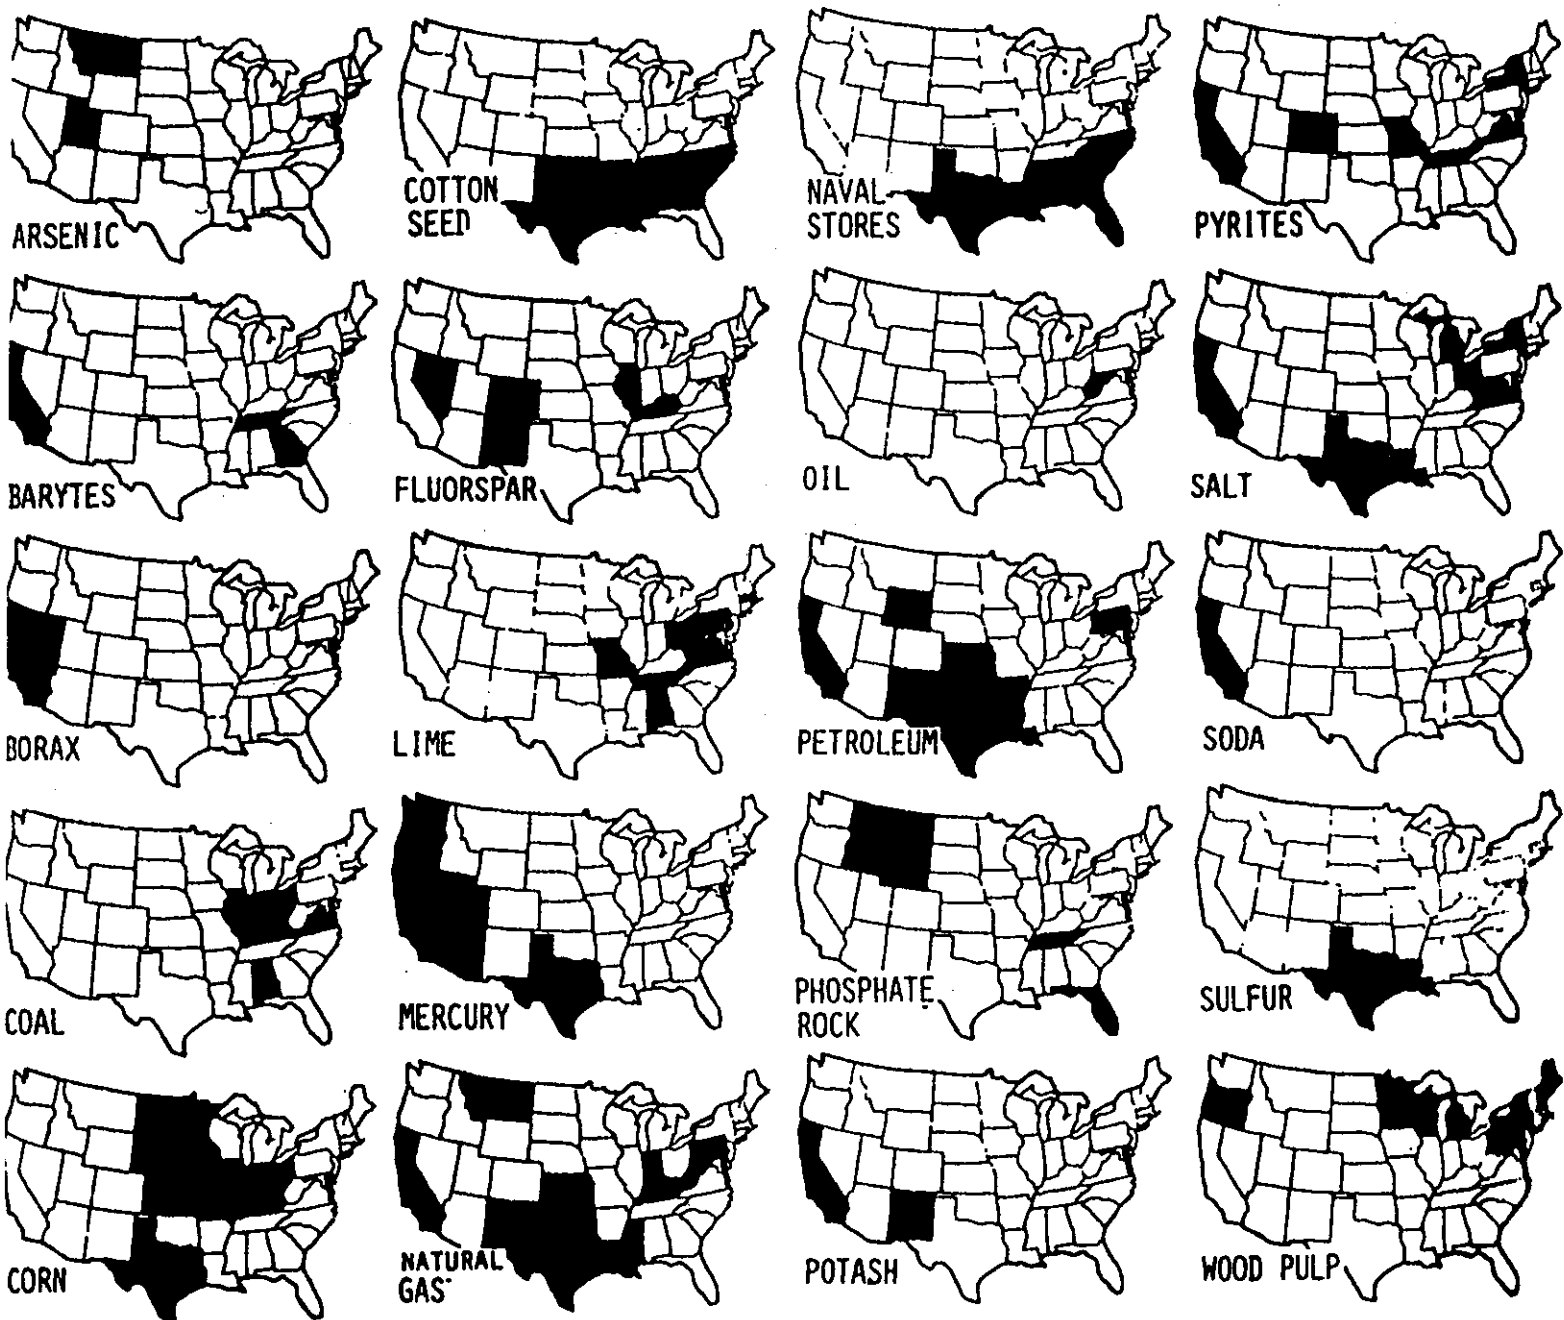 ARSENIC
COTTON
SEED
NAVAL
STORES
PYRITES
BARYTES
FLUORSPAR
OIL
SALT
BORAX
LIME
PETROLEUM
SODA
COAL
MERCURY
PHOSPHATE
ROCK
SULFUR
CORN
NATURAL
GAS
POTASH
WOOD PULP